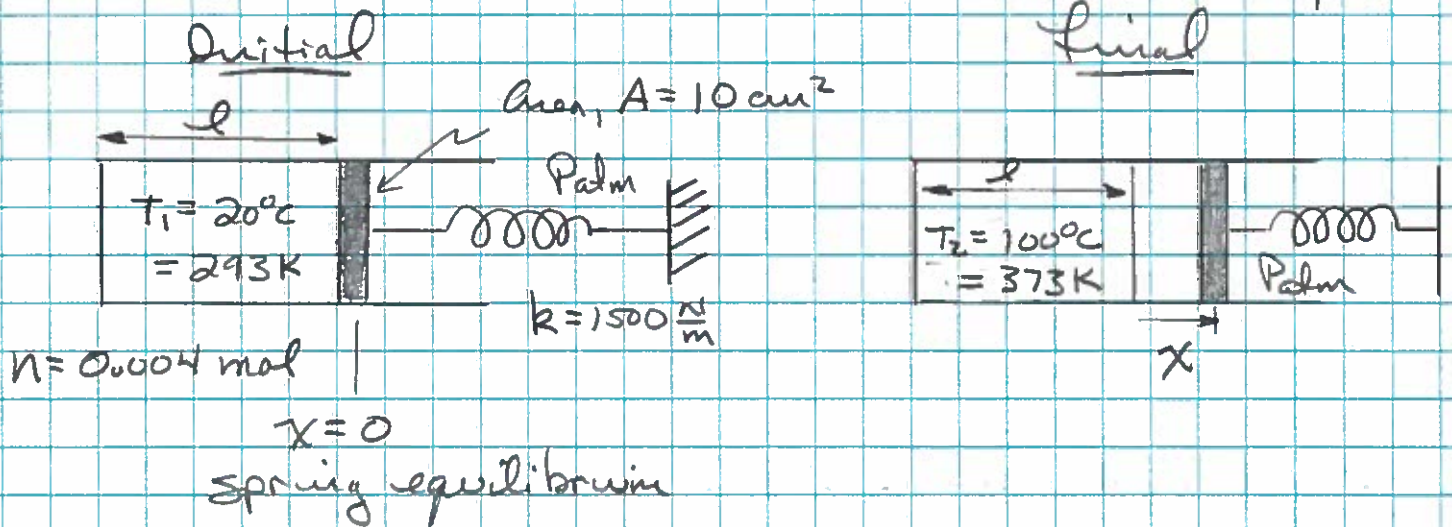 Initial
Final
Area, A = 10 cm²
l
l
Patm
T₁ = 20°C
= 293K
T₂ = 100°C
= 373K
Patm
k = 1500 N/m
n = 0.004 mol
x
x = 0
spring equilibrium